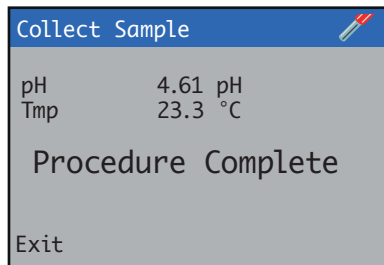 Collect Sample
pH 4.61 pH
Tmp 23.3 °C
Procedure Complete
Exit